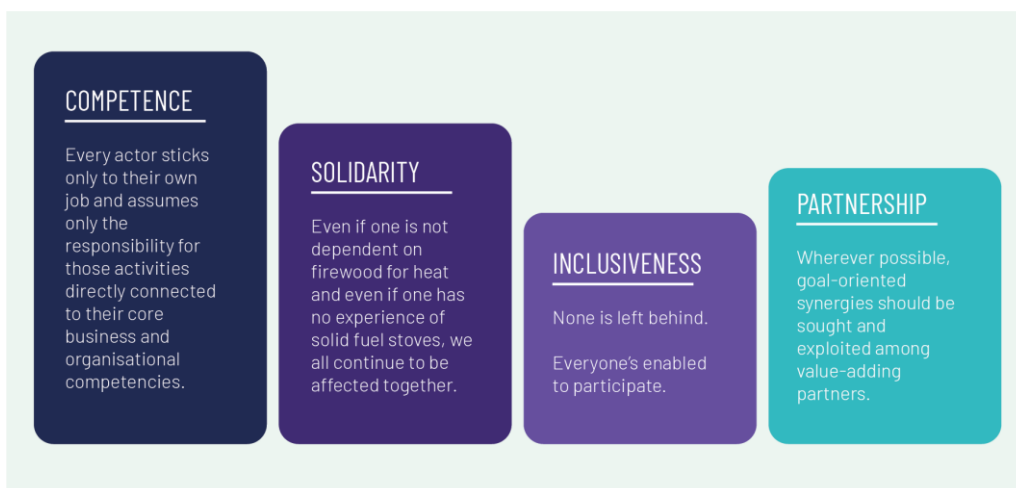 COMPETENCE
Every actor sticks
only to their own
job and assumes
only the
responsibility for
those activities
directly connected
to their core
business and
organisational
competencies.
SOLIDARITY
Even if one is not
dependent on
firewood for heat
and even if one has
no experience of
solid fuel stoves, we
all continue to be
affected together.
INCLUSIVENESS
None is left behind.
Everyone’s enabled
to participate.
PARTNERSHIP
Wherever possible,
goal-oriented
synergies should be
sought and
exploited among
value-adding
partners.